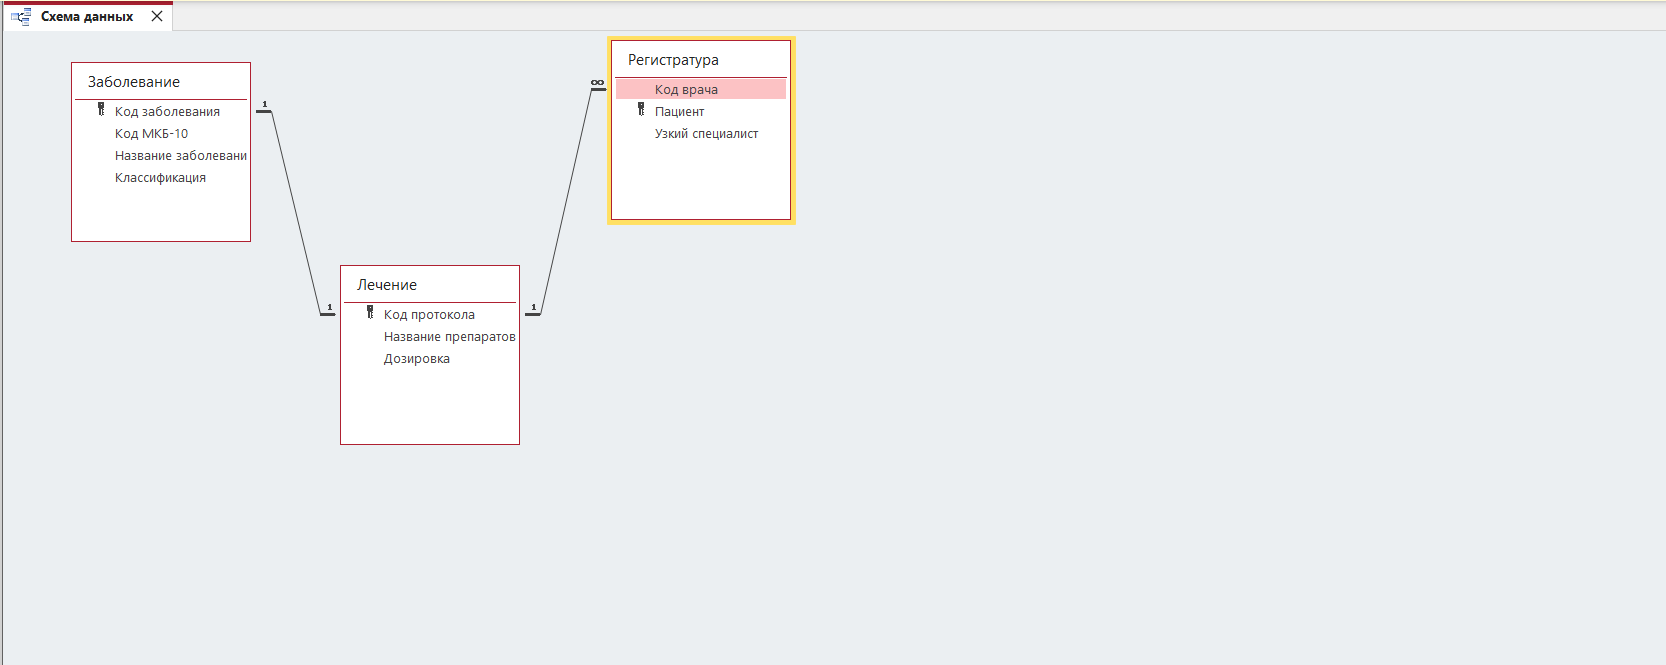 Схема данных
Заболевание
Код заболевания
Код МКБ-10
Название заболевани
Классификация
1
1
Лечение
Код протокола
Название препаратов
Дозировка
1
∞
Регистратура
Код врача
Пациент
Узкий специалист